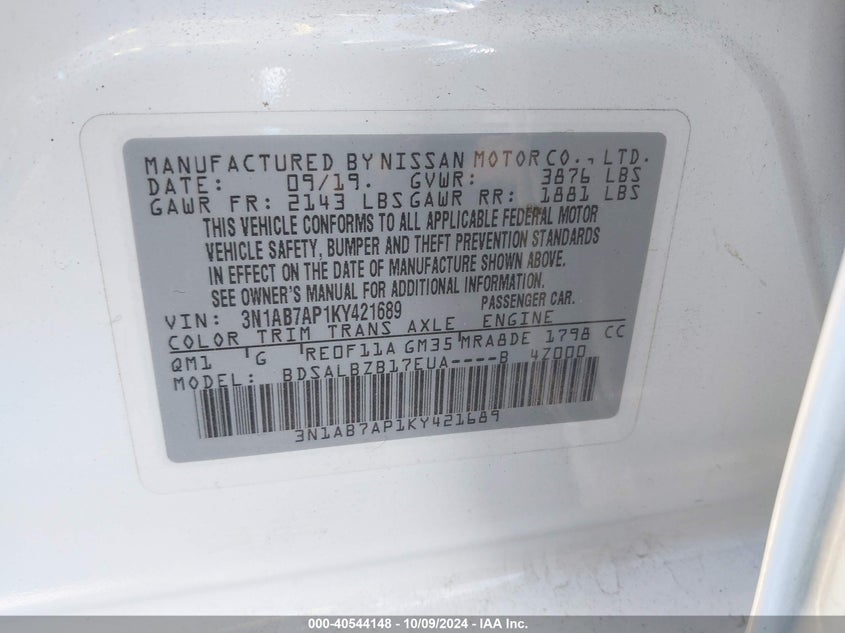 MANUFACTURED BY NISSAN MOTOR CO., LTD.
DATE: 09/19. GVWR: 3876 LBS
GAWR FR: 2143 LBS GAWR RR: 1881 LBS
THIS VEHICLE CONFORMS TO ALL APPLICABLE FEDERAL MOTOR
VEHICLE SAFETY, BUMPER AND THEFT PREVENTION STANDARDS
IN EFFECT ON THE DATE OF MANUFACTURE SHOWN ABOVE.
SEE OWNER'S MANUAL FOR ADDITIONAL INFORMATION.
VIN: 3N1AB7AP1KY421689 PASSENGER CAR.
COLOR TRIM TRANS AXLE ENGINE
QM1 G RE0F11A GM35 MRA8DE 1798 CC
MODEL: BDSALBZB17EUA----B 4Z000
3N1AB7AP1KY421689
000-40544148 - 10/09/2024 - IAA Inc.